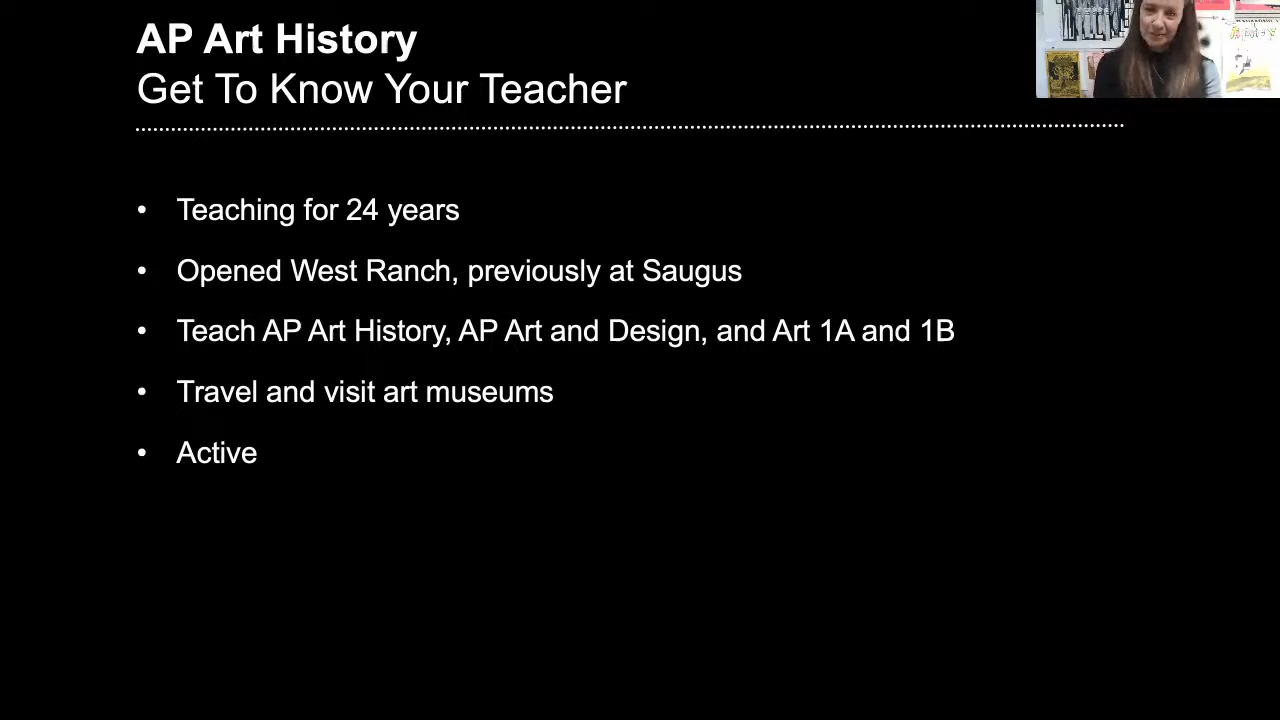 AP Art History
Get To Know Your Teacher
• Teaching for 24 years
• Opened West Ranch, previously at Saugus
• Teach AP Art History, AP Art and Design, and Art 1A and 1B
• Travel and visit art museums
• Active